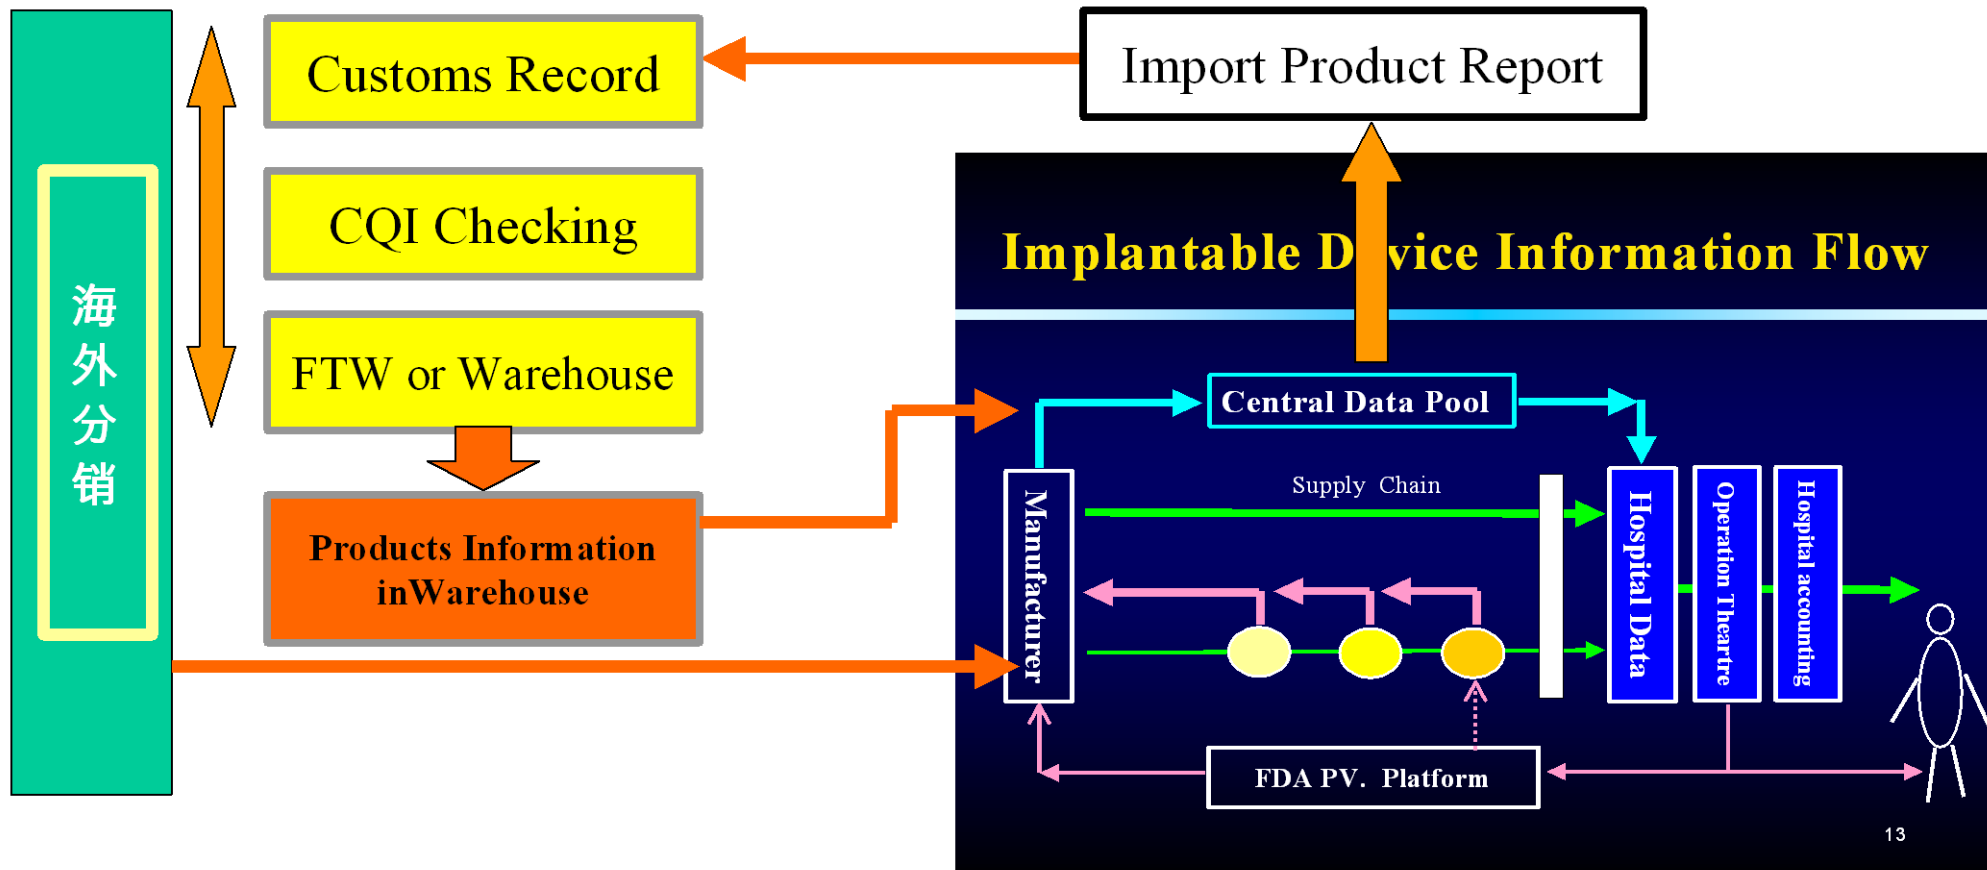 海
外
分
销
Customs Record
CQI Checking
FTW or Warehouse
Products Information
inWarehouse
Import Product Report
Implantable D vice Information Flow
Central Data Pool
Supply Chain
Manufacturer
Hospital Data
Operation Theartre
Hospital accounting
FDA PV. Platform
13